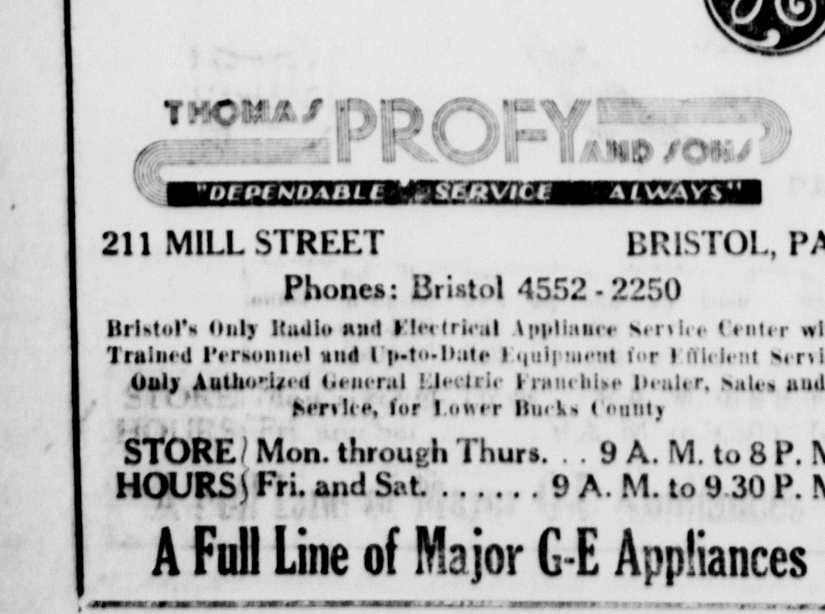 GE
THOMAS PROFY AND SONS
"DEPENDABLE SERVICE ALWAYS"
211 MILL STREET BRISTOL, PA
Phones: Bristol 4552 - 2250
Bristol's Only Radio and Electrical Appliance Service Center wi
Trained Personnel and Up-to-Date Equipment for Efficient Servi
Only Authorized General Electric Franchise Dealer, Sales and
Service, for Lower Bucks County
STORE Mon. through Thurs. . . 9 A. M. to 8 P. M
HOURS Fri. and Sat. . . . . . . 9 A. M. to 9.30 P. M
A Full Line of Major G-E Appliances